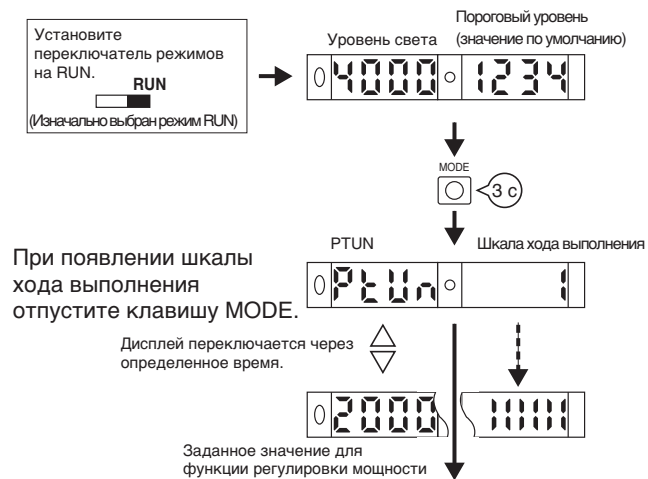 Установите
переключатель режимов
на RUN.
RUN
(Изначально выбран режим RUN)
Уровень света
Пороговый уровень
(значение по умолчанию)
4000 1234
MODE
3 с
PTUN
Шкала хода выполнения
При появлении шкалы
хода выполнения
отпустите клавишу MODE.
PtUn
Дисплей переключается через
определенное время.
2000
Заданное значение для
функции регулировки мощности